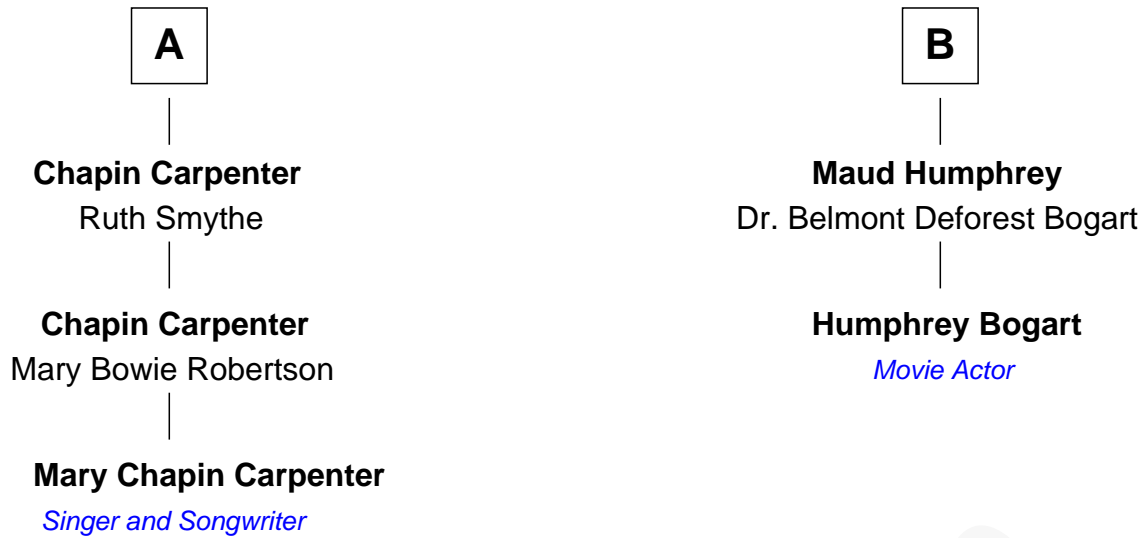 A
Chapin Carpenter
Ruth Smythe
Chapin Carpenter
Mary Bowie Robertson
Mary Chapin Carpenter
Singer and Songwriter
B
Maud Humphrey
Dr. Belmont Deforest Bogart
Humphrey Bogart
Movie Actor